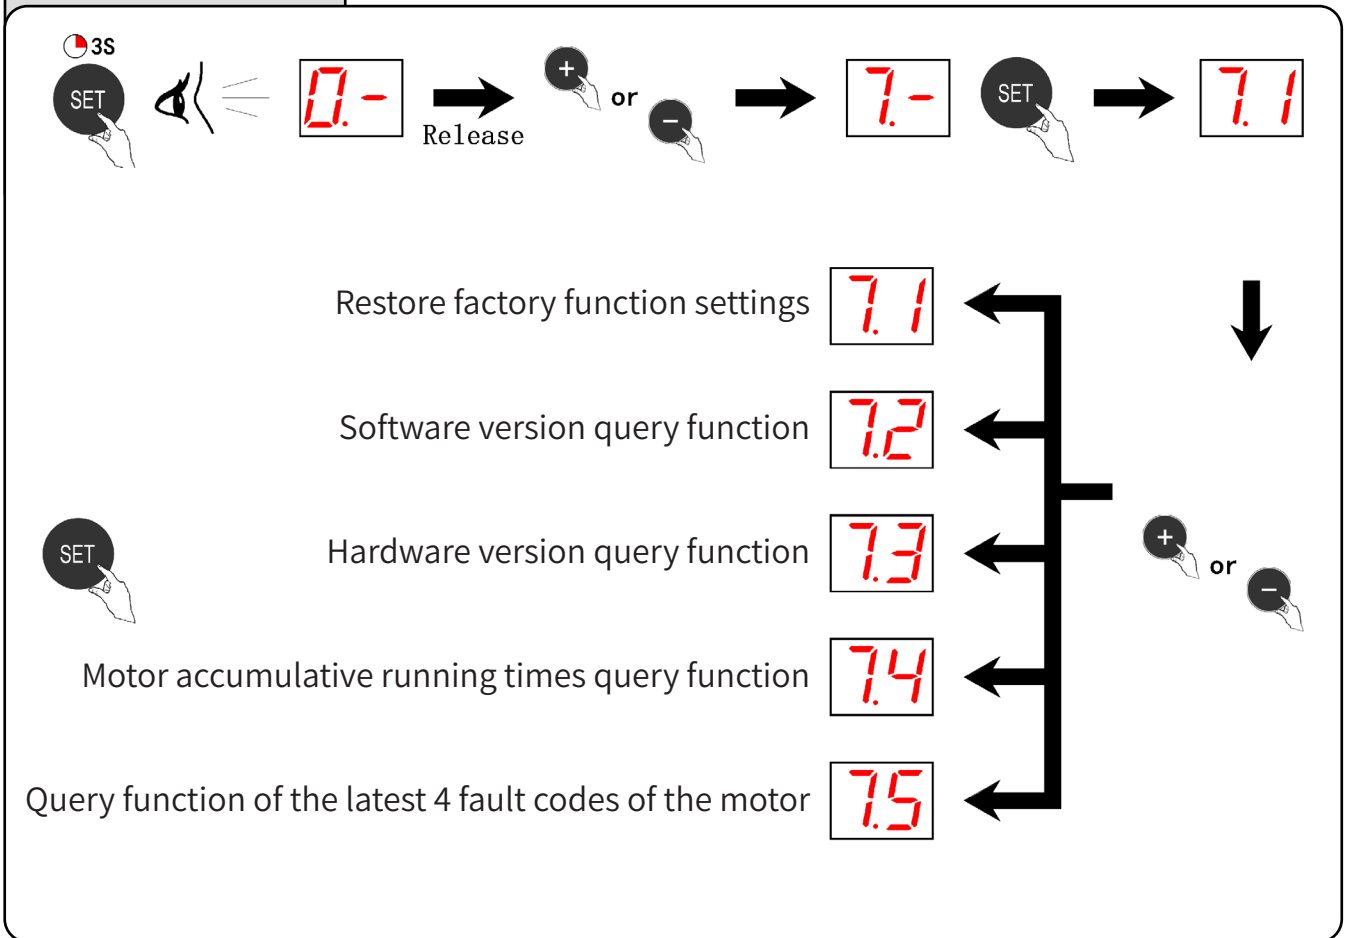 3S
SET
0.-
Release
+
or
−
7.-
SET
7.1
Restore factory function settings 7.1
Software version query function 7.2
Hardware version query function 7.3
SET
+
or
−
Motor accumulative running times query function 7.4
Query function of the latest 4 fault codes of the motor 7.5